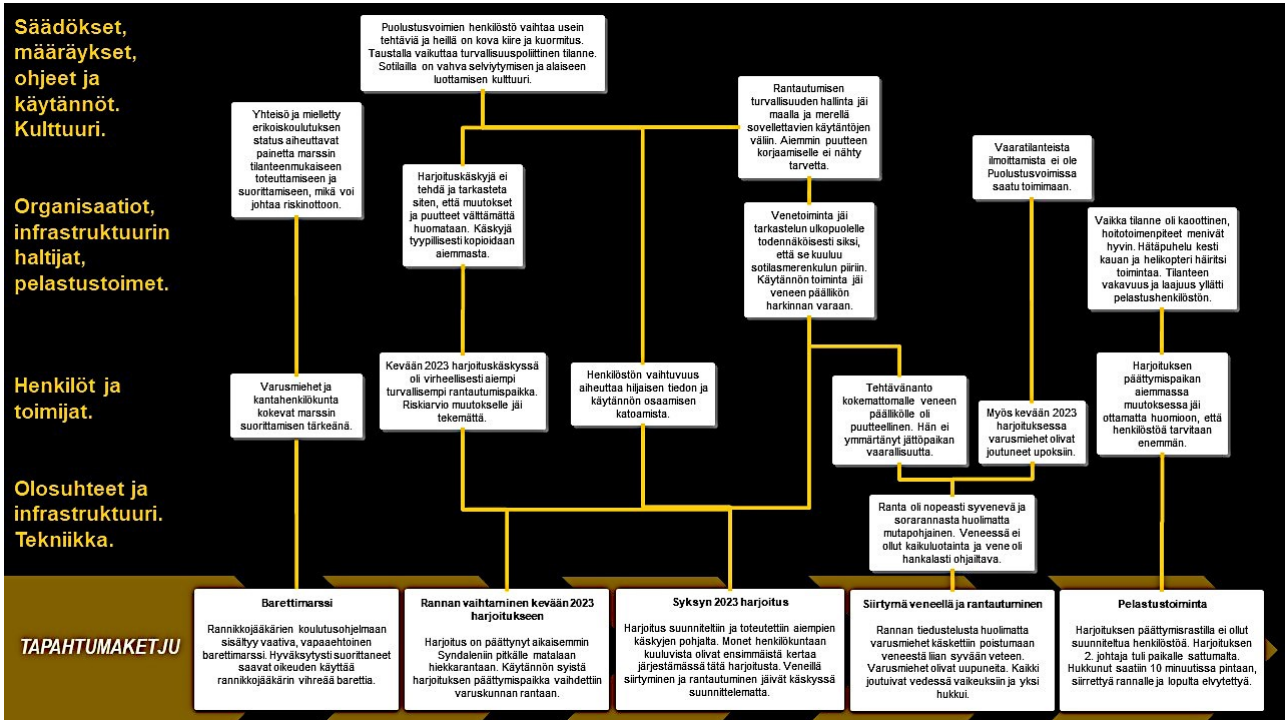 Säädökset,
määräykset,
ohjeet ja
käytännöt.
Kulttuuri.
Puolustusvoimien henkilöstö vaihtaa usein
tehtäviä ja heillä on kova kiire ja kuormitus.
Taustalla vaikuttaa turvallisuuspoliittinen tilanne.
Sotilailla on vahva selviytymisen ja alaiseen
luottamisen kulttuuri.
Yhteisö ja mielletty
erikoiskoulutuksen
status aiheuttavat
painetta marssin
tilanteenmukaiseen
toteuttamiseen ja
suorittamiseen, mikä voi
johtaa riskinottoon.
Harjoituskäskyjä ei
tehdä ja tarkasteta
siten, että muutokset
ja puutteet välttämättä
huomataan. Käskyjä
tyypillisesti kopioidaan
aiemmasta.
Rantautumisen
turvallisuuden hallinta jäi
maalla ja merellä
sovellettavien käytäntöjen
väliin. Aiemmin puutteen
korjaamiselle ei nähty
tarvetta.
Vaaratilanteista
ilmoittamista ei ole
Puolustusvoimissa
saatu toimimaan.
Organisaatiot,
infrastruktuurin
haltijat,
pelastustoimet.
Venetoiminta jäi
tarkastelun ulkopuolelle
todennäköisesti siksi,
että se kuuluu
sotilasmerenkulun piiriin.
Käytännön toiminta jäi
veneen päällikön
harkinnan varaan.
Vaikka tilanne oli kaoottinen,
hoitotoimenpiteet menivät
hyvin. Hätäpuhelu kesti
kauan ja helikopteri häiritsi
toimintaa. Tilanteen
vakavuus ja laajuus yllätti
pelastushenkilöstön.
Henkilöt ja
toimijat.
Varusmiehet ja
kantahenkilökunta
kokevat marssin
suorittamisen tärkeänä.
Kevään 2023 harjoituskäskyssä
oli virheellisesti aiempi
turvallisempi rantautumispaikka.
Riskiarvio muutokselle jäi
tekemättä.
Henkilöstön vaihtuvuus
aiheuttaa hiljaisen tiedon ja
käytännön osaamisen
katoamista.
Tehtävänanto
kokemattomalle veneen
päällikölle oli
puutteellinen. Hän ei
ymmärtänyt jättöpaikan
vaarallisuutta.
Myös kevään 2023
harjoituksessa
varusmiehet olivat
joutuneet upoksiin.
Harjoituksen
päättymispaikan
aiemmassa
muutoksessa jäi
ottamatta huomioon, että
henkilöstöä tarvitaan
enemmän.
Olosuhteet ja
infrastruktuuri.
Tekniikka.
Ranta oli nopeasti syvenevä ja
sorarannasta huolimatta
mutapohjainen. Veneessä ei
ollut kaikuluotainta ja vene oli
hankalasti ohjailtava.
TAPAHTUMAKETJU
Barettimarssi
Rannikkojääkärien koulutusohjelmaan
sisältyy vaativa, vapaaehtoinen
barettimarssi. Hyväksytysti suorittaneet
saavat oikeuden käyttää
rannikkojääkärin vihreää barettia.
Rannan vaihtaminen kevään 2023
harjoitukseen
Harjoitus on päättynyt aikaisemmin
Syndalenin pitkälle matalaan
hiekkarantaan. Käytännön syistä
harjoituksen päättymispaikka vaihdettiin
varuskunnan rantaan.
Syksyn 2023 harjoitus
Harjoitus suunniteltiin ja toteutettiin aiempien
käskyjen pohjalta. Monet henkilökuntaan
kuuluvista olivat ensimmäistä kertaa
järjestämässä tätä harjoitusta. Veneillä
siirtyminen ja rantautuminen jäivät käskyssä
suunnittelematta.
Siirtymä veneellä ja rantautuminen
Rannan tiedustelusta huolimatta
varusmiehet käskettiin poistumaan
veneestä liian syvään veteen.
Varusmiehet olivat uupuneita. Kaikki
joutuivat vedessä vaikeuksiin ja yksi
hukkui.
Pelastustoiminta
Harjoituksen päättymisrastilla ei ollut
suunniteltua henkilöstöä. Harjoituksen
2. johtaja tuli paikalle sattumalta.
Hukkunut saatiin 10 minuutissa pintaan,
siirrettyä rannalle ja lopulta elvytettyä.